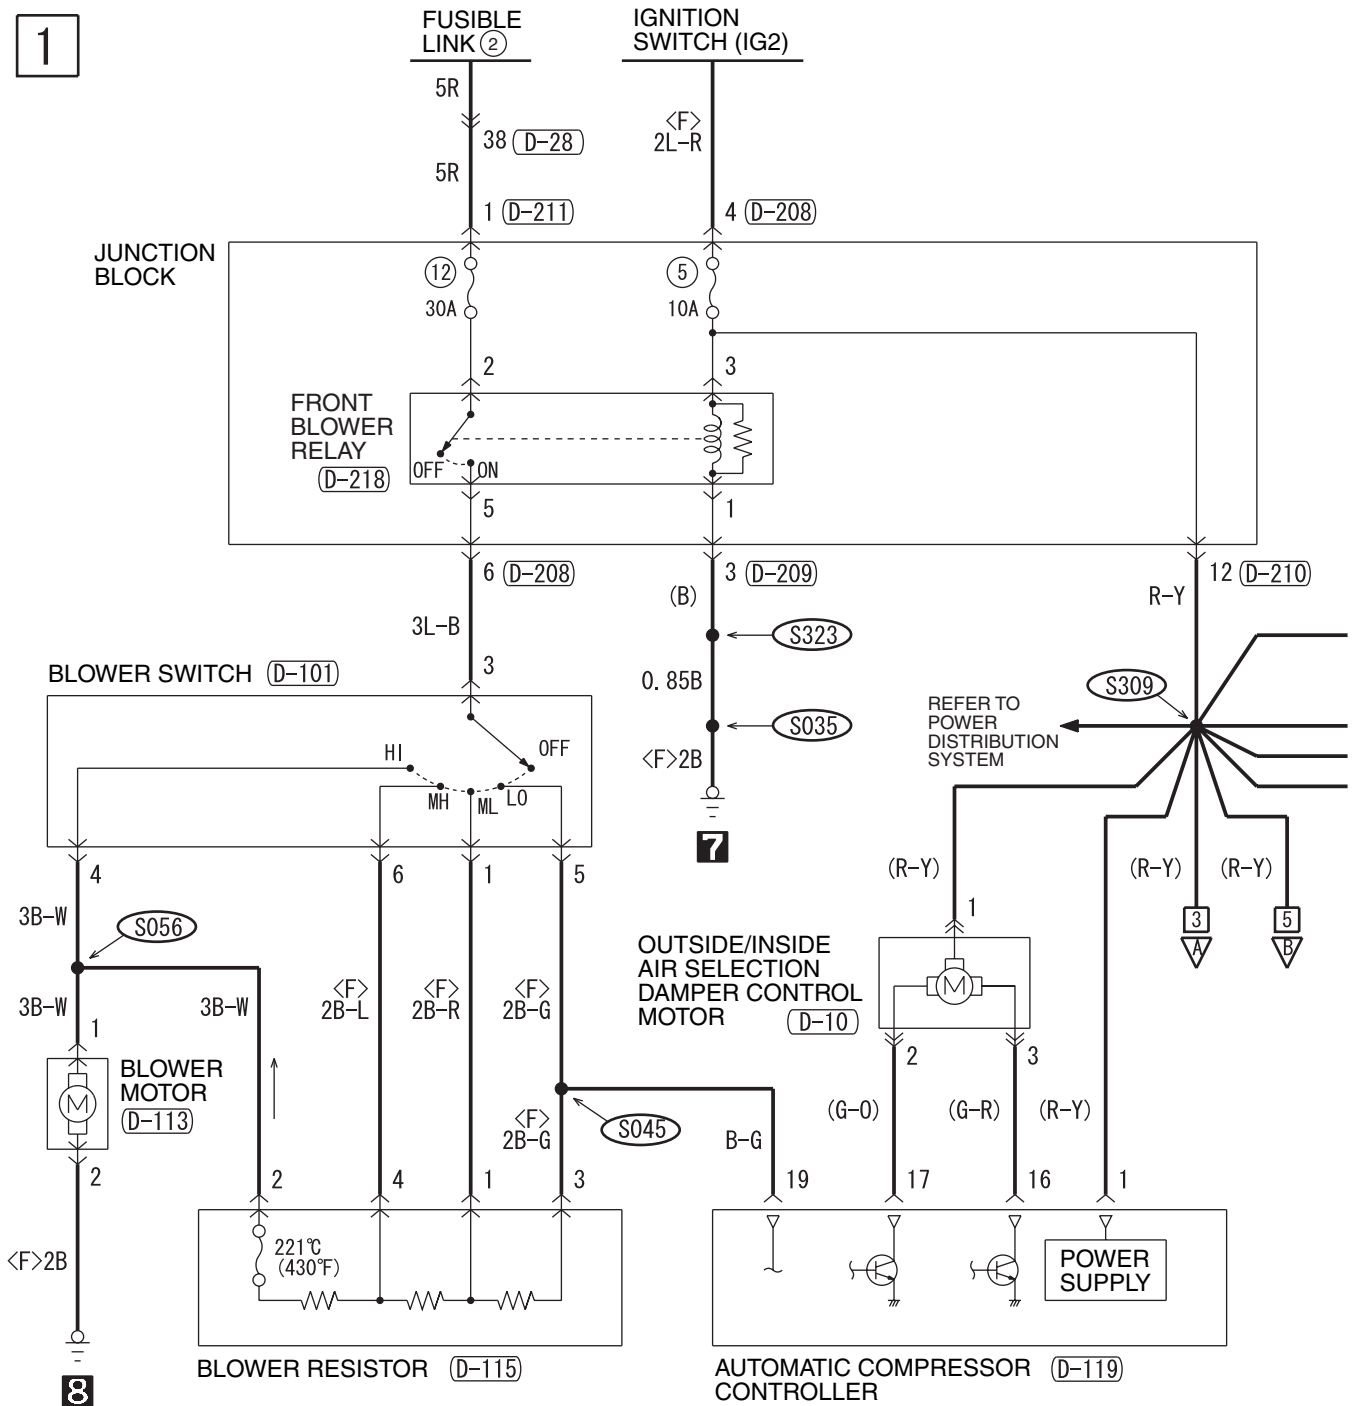 1
FUSIBLE
LINK 2
IGNITION
SWITCH (IG2)
5R
<F>
2L-R
38 D-28
5R
1 D-211
4 D-208
JUNCTION
BLOCK
12
30A
5
10A
2
3
FRONT
BLOWER
RELAY
D-218
OFF
ON
5
1
6 D-208
3 D-209
12 D-210
3L-B
(B)
R-Y
S323
0.85B
S035
<F>2B
7
BLOWER SWITCH D-101
3
HI
OFF
MH
ML
LO
S309
REFER TO
POWER
DISTRIBUTION
SYSTEM
4
6
1
5
(R-Y)
(R-Y)
(R-Y)
3B-W
S056
1
3
A
5
B
OUTSIDE/INSIDE
AIR SELECTION
DAMPER CONTROL
MOTOR
D-10
M
3B-W
3B-W
<F>
2B-L
<F>
2B-R
<F>
2B-G
1
2
3
BLOWER
MOTOR
D-113
M
2
<F>
2B-G
S045
B-G
(G-O)
(G-R)
(R-Y)
2
4
1
3
19
17
16
1
<F>2B
221℃
(430℉)
POWER
SUPPLY
8
BLOWER RESISTOR D-115
AUTOMATIC COMPRESSOR
CONTROLLER
D-119